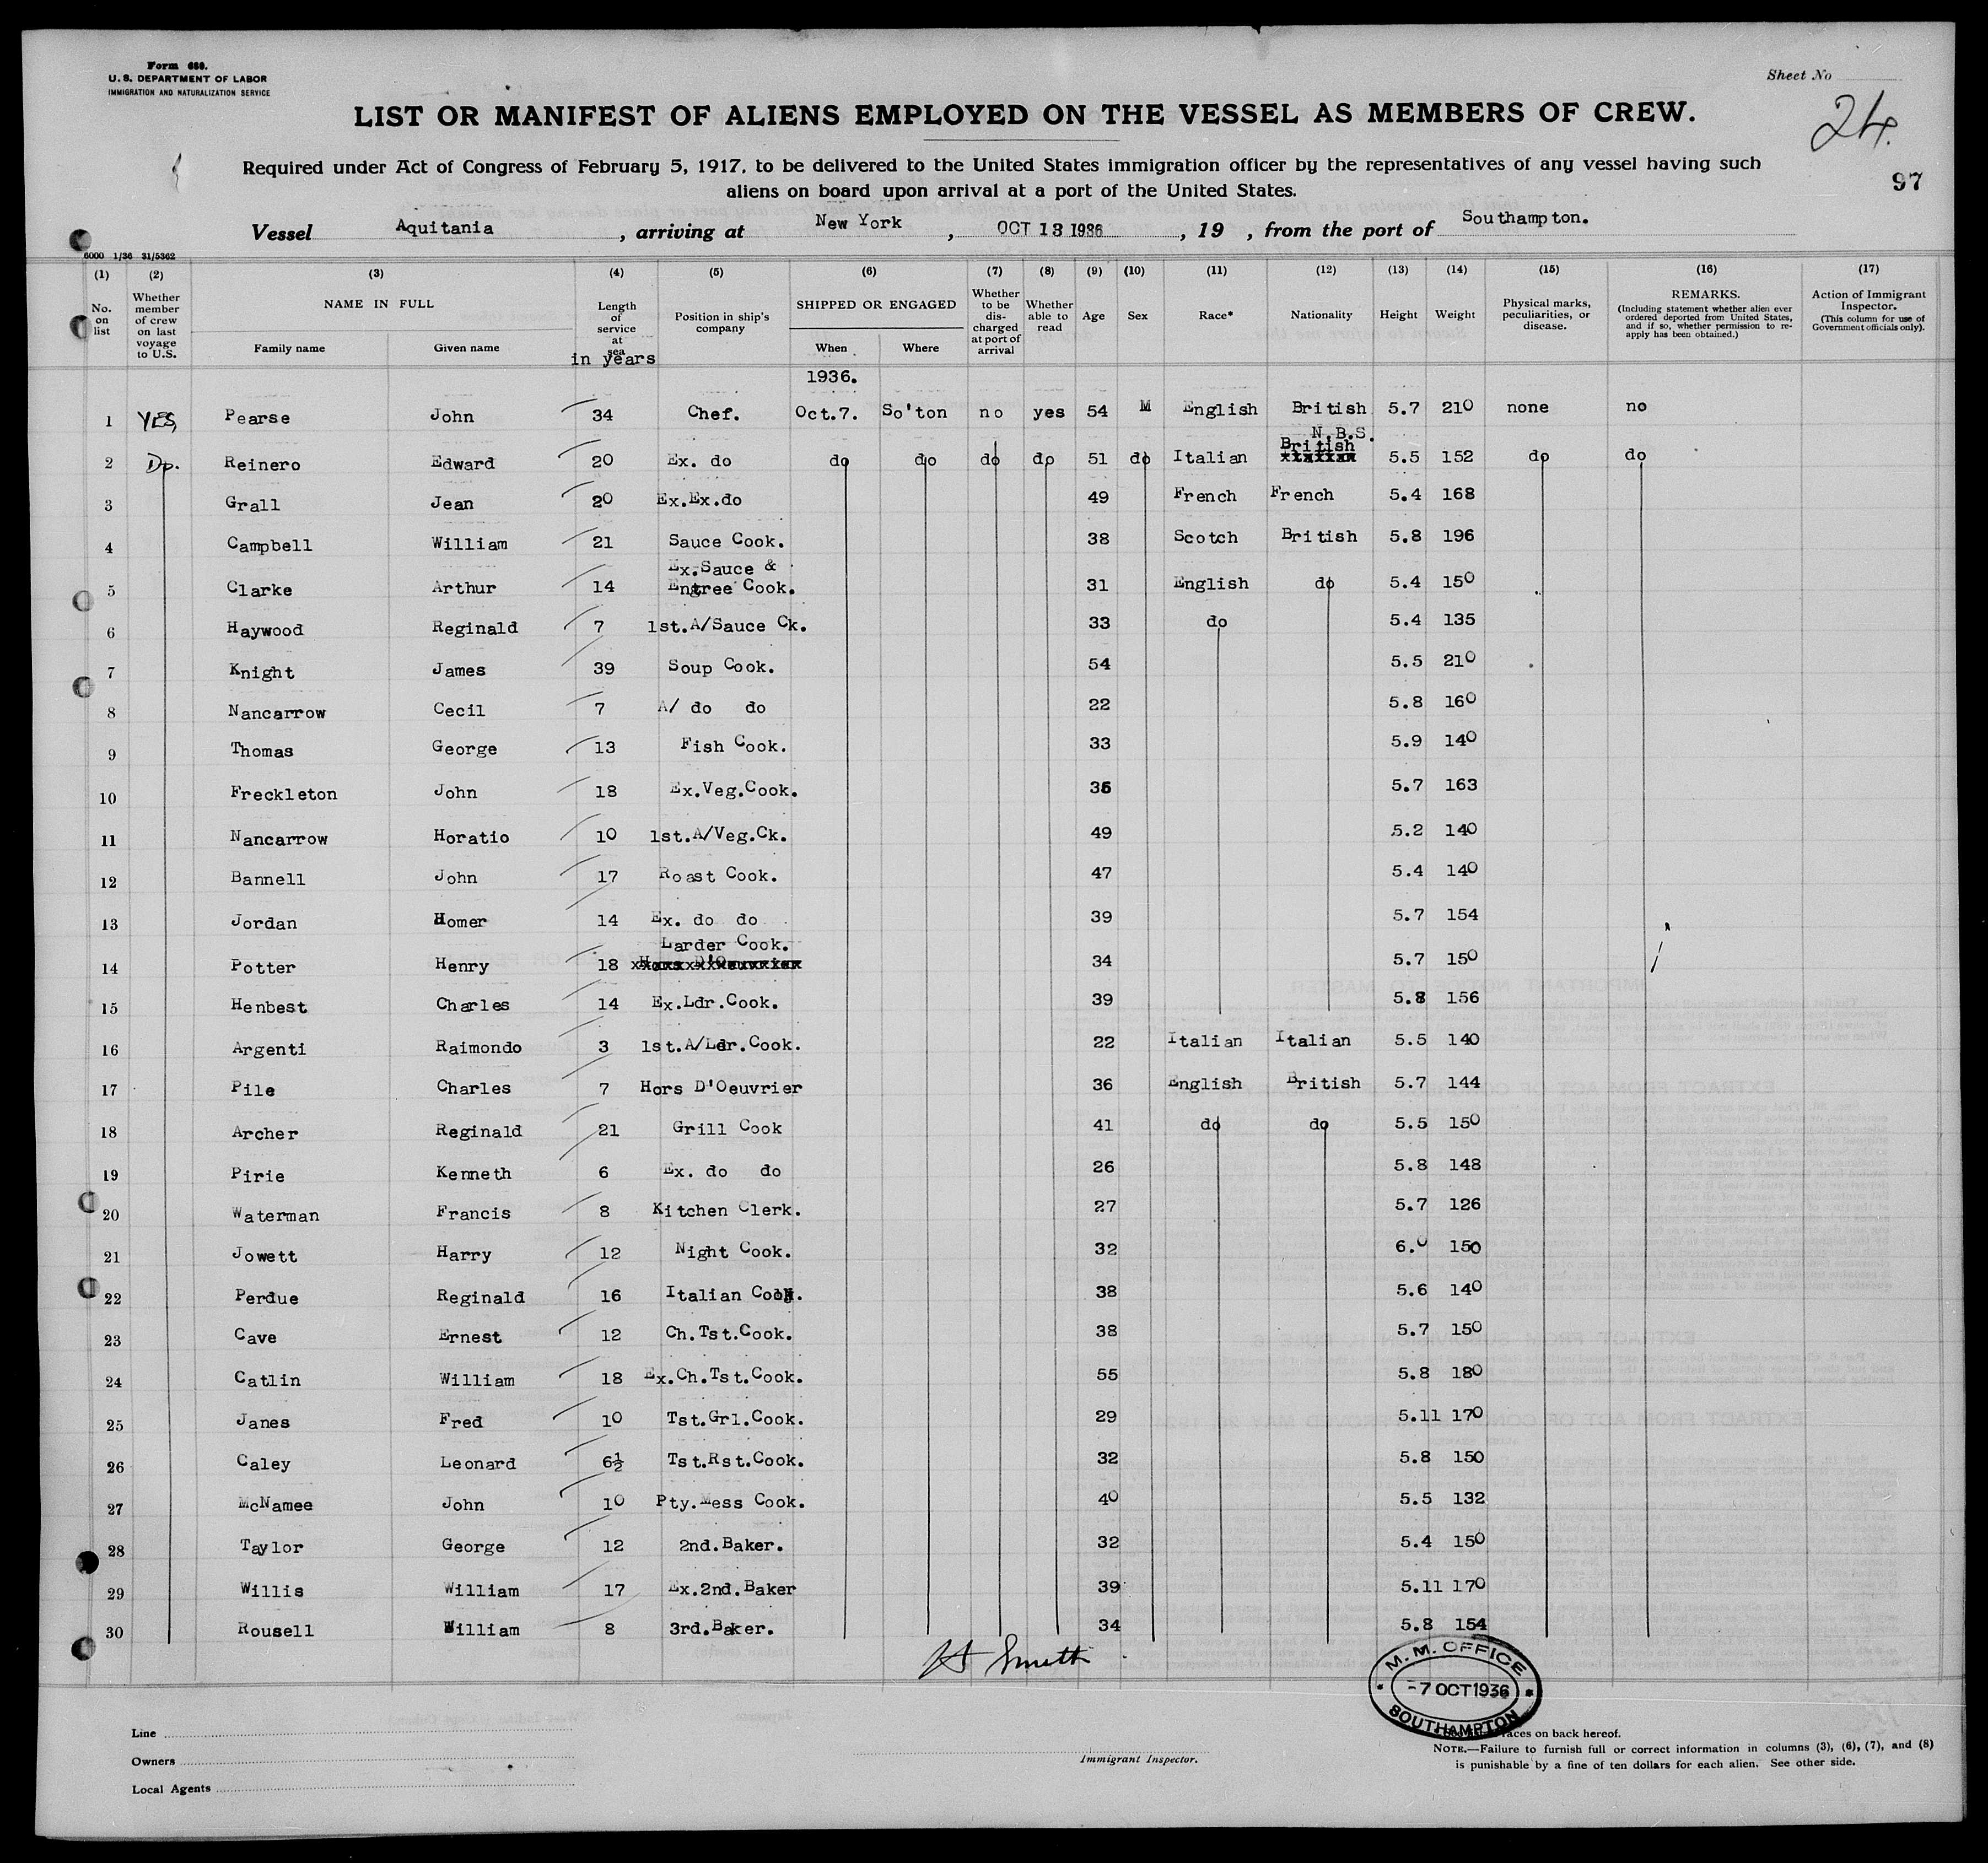 Form 689.
U. S. DEPARTMENT OF LABOR
IMMIGRATION AND NATURALIZATION SERVICE
Sheet No
LIST OR MANIFEST OF ALIENS EMPLOYED ON THE VESSEL AS MEMBERS OF CREW.
24.
Required under Act of Congress of February 5, 1917, to be delivered to the United States immigration officer by the representatives of any vessel having such
aliens on board upon arrival at a port of the United States.
97
Vessel Aquitania, arriving at New York, OCT 13 1936, 19 , from the port of Southampton.
6000 1/36 31/5362
(1) (2) (3) (4) (5) (6) (7) (8) (9) (10) (11) (12) (13) (14) (15) (16) (17)
No. on list
Whether member of crew on last voyage to U.S.
NAME IN FULL
Family name Given name
Length of service at sea
in years
Position in ship's company
SHIPPED OR ENGAGED
When Where
Whether to be discharged at port of arrival
Whether able to read
Age
Sex
Race*
Nationality
Height
Weight
Physical marks, peculiarities, or disease.
REMARKS.
(Including statement whether alien ever ordered deported from United States, and if so, whether permission to re-apply has been obtained.)
Action of Immigrant Inspector.
(This column for use of Government officials only).
1936.
1 YES, Pearse John 34 Chef. Oct.7. So'ton no yes 54 M English British 5.7 210 none no
N.B.S.
2 Do. Reinero Edward 20 Ex. do do do do do 51 do Italian British 5.5 152 do do
3 Grall Jean 20 Ex.Ex.do 49 French French 5.4 168
4 Campbell William 21 Sauce Cook. 38 Scotch British 5.8 196
5 Clarke Arthur 14 Ex.Sauce & Entree Cook. 31 English do 5.4 150
6 Haywood Reginald 7 1st.A/Sauce Ck. 33 do 5.4 135
7 Knight James 39 Soup Cook. 54 5.5 210
8 Nancarrow Cecil 7 A/ do do 22 5.8 160
9 Thomas George 13 Fish Cook. 33 5.9 140
10 Freckleton John 18 Ex.Veg.Cook. 36 5.7 163
11 Nancarrow Horatio 10 1st.A/Veg.Ck. 49 5.2 140
12 Bannell John 17 Roast Cook. 47 5.4 140
13 Jordan Homer 14 Ex. do do 39 5.7 154
14 Potter Henry 18 Larder Cook. Hors D'Oeuvrier 34 5.7 150
15 Henbest Charles 14 Ex.Ldr.Cook. 39 5.8 156
16 Argenti Raimondo 3 1st.A/Ldr.Cook. 22 Italian Italian 5.5 140
17 Pile Charles 7 Hors D'Oeuvrier 36 English British 5.7 144
18 Archer Reginald 21 Grill Cook 41 do do 5.5 150
19 Pirie Kenneth 6 Ex. do do 26 5.8 148
20 Waterman Francis 8 Kitchen Clerk. 27 5.7 126
21 Jowett Harry 12 Night Cook. 32 6.0 150
22 Perdue Reginald 16 Italian Cook. 38 5.6 140
23 Cave Ernest 12 Ch.Tst.Cook. 38 5.7 150
24 Catlin William 18 Ex.Ch.Tst.Cook. 55 5.8 180
25 Janes Fred 10 Tst.Grl.Cook. 29 5.11 170
26 Caley Leonard 6½ Tst.Rst.Cook. 32 5.8 150
27 McNamee John 10 Pty.Mess Cook. 40 5.5 132
28 Taylor George 12 2nd.Baker. 32 5.4 150
29 Willis William 17 Ex.2nd.Baker 39 5.11 170
30 Rousell William 8 3rd.Baker. 34 5.8 154
Smith
M. M. OFFICE
-7 OCT 1936
SOUTHAMPTON
Line
Owners
Local Agents
Immigrant Inspector.
races on back hereof.
NOTE.—Failure to furnish full or correct information in columns (3), (6), (7), and (8)
is punishable by a fine of ten dollars for each alien. See other side.